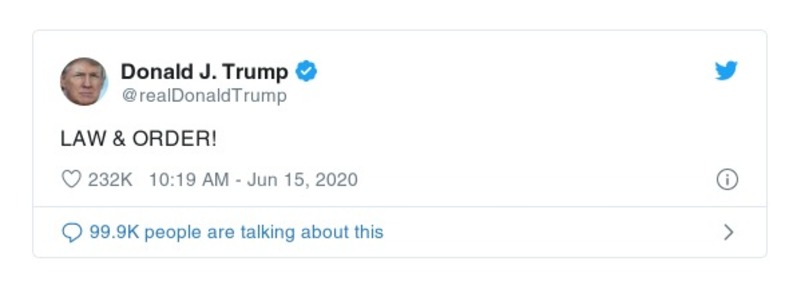 Donald J. Trump
@realDonaldTrump
LAW & ORDER!
232K 10:19 AM - Jun 15, 2020
99.9K people are talking about this